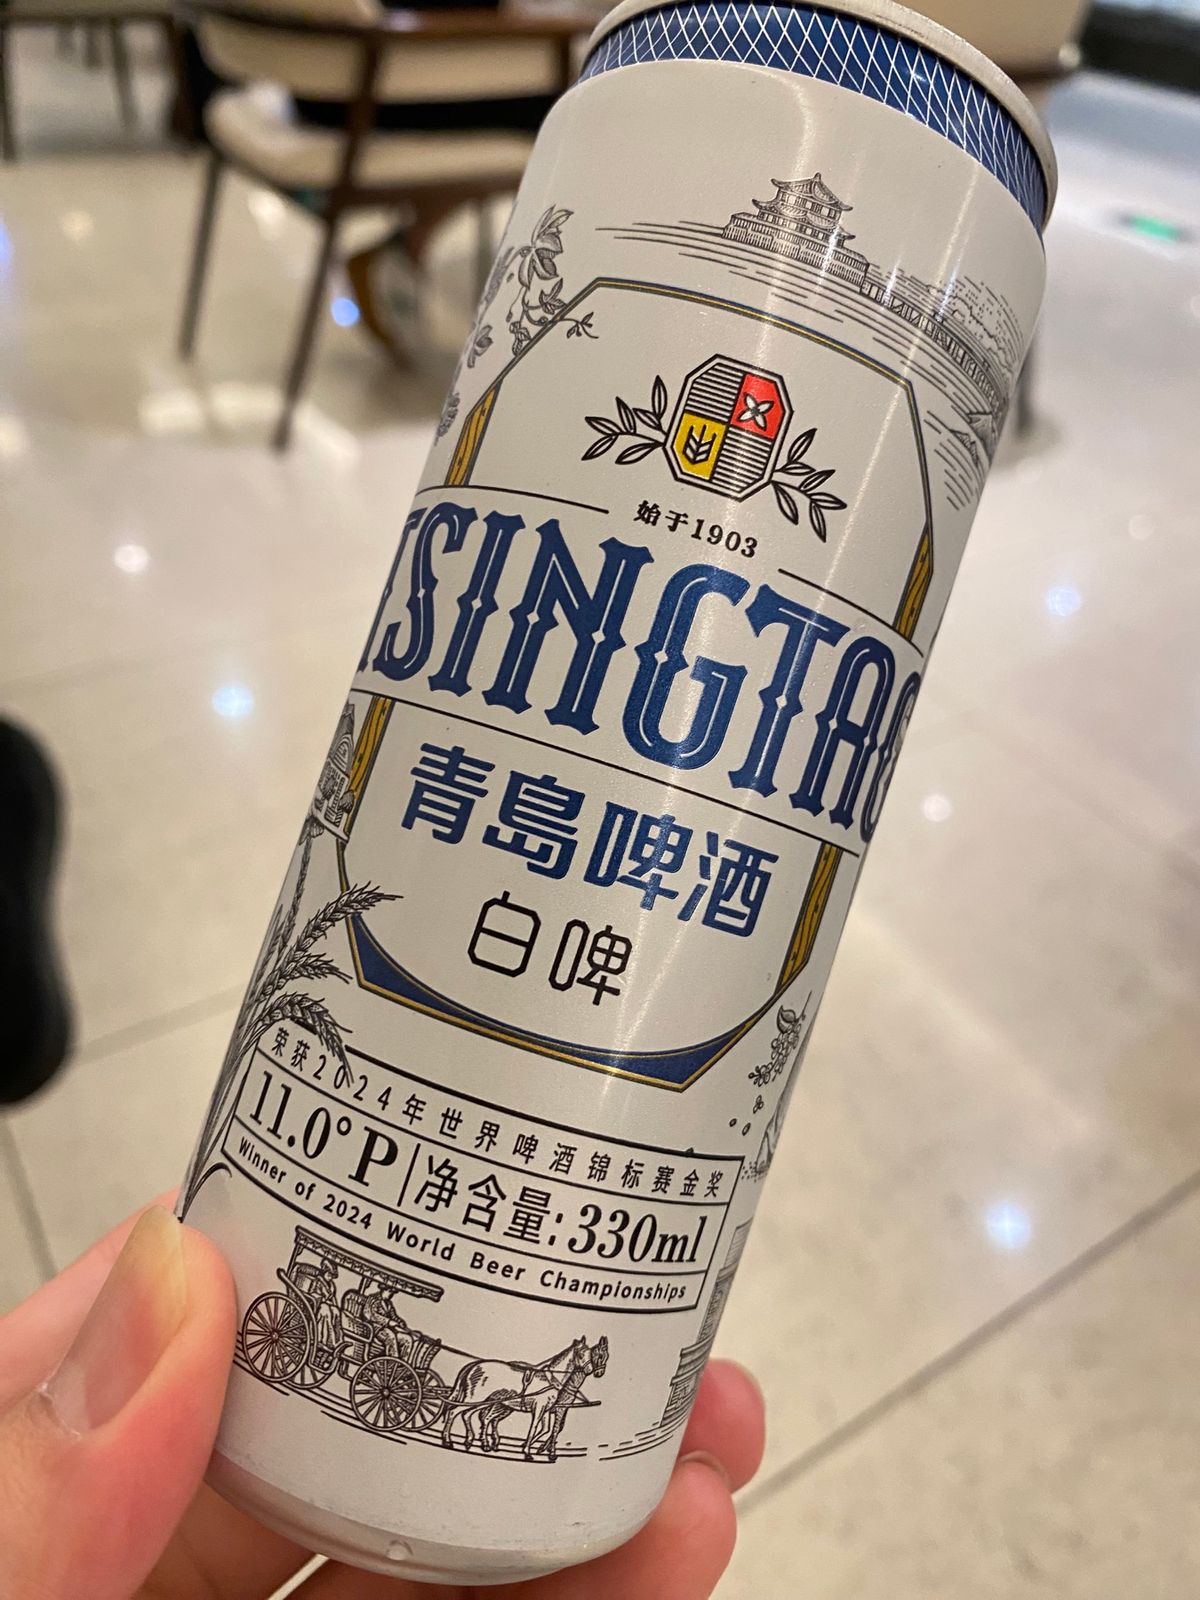 始于1903
TSINGTAO
青島啤酒
白啤
荣获2024年世界啤酒锦标赛金奖
11.0°P 净含量:330ml
Winner of 2024 World Beer Championships